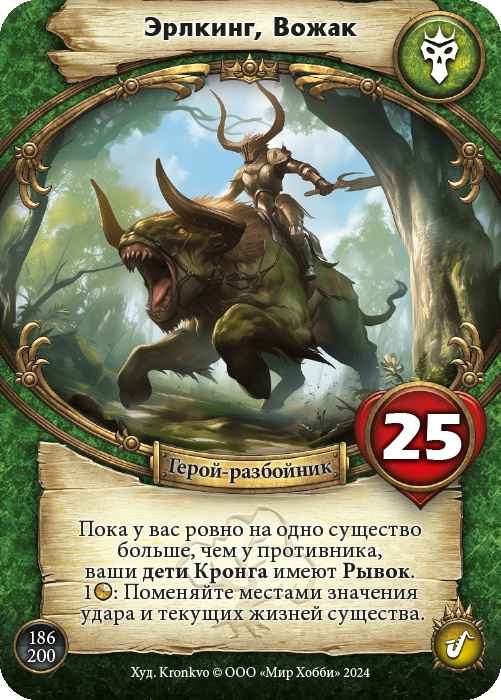 Эрлкинг, Вожак
25
Герой-разбойник
Пока у вас ровно на одно существо
больше, чем у противника,
ваши дети Кронга имеют Рывок.
1: Поменяйте местами значения
удара и текущих жизней существа.
186
200
Худ. Kronkvo © ООО «Мир Хобби» 2024